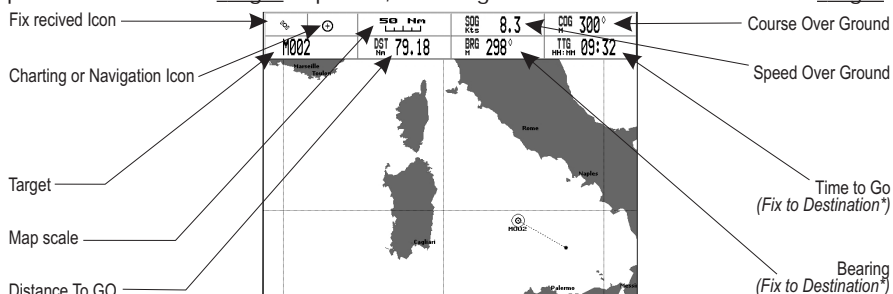 Fix recived Icon
Charting or Navigation Icon
Target
Map scale
Distance To GO
50 Nm
SOG Kts 8.3
COG M 300°
M002
DST Nm 79.18
BRG M 298°
TTG HH:MM 09:32
Marseille
Toulon
Rome
Naples
Cagliari
M002
Palermo
Course Over Ground
Speed Over Ground
Time to Go
(Fix to Destination*)
Bearing
(Fix to Destination*)